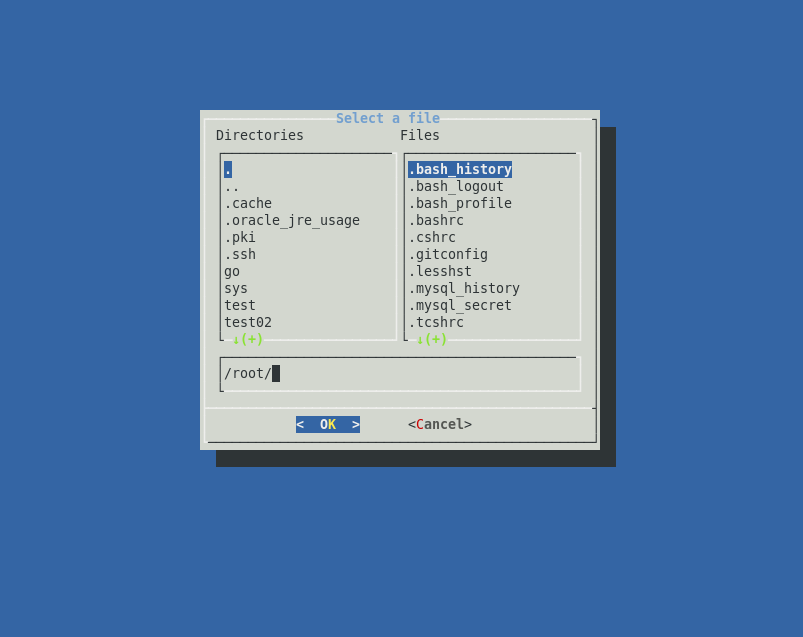 Select a file
Directories
Files
.
..
.cache
.oracle_jre_usage
.pki
.ssh
go
sys
test
test02
↓(+)
.bash_history
.bash_logout
.bash_profile
.bashrc
.cshrc
.gitconfig
.lesshst
.mysql_history
.mysql_secret
.tcshrc
↓(+)
/root/
<  OK  >
<Cancel>